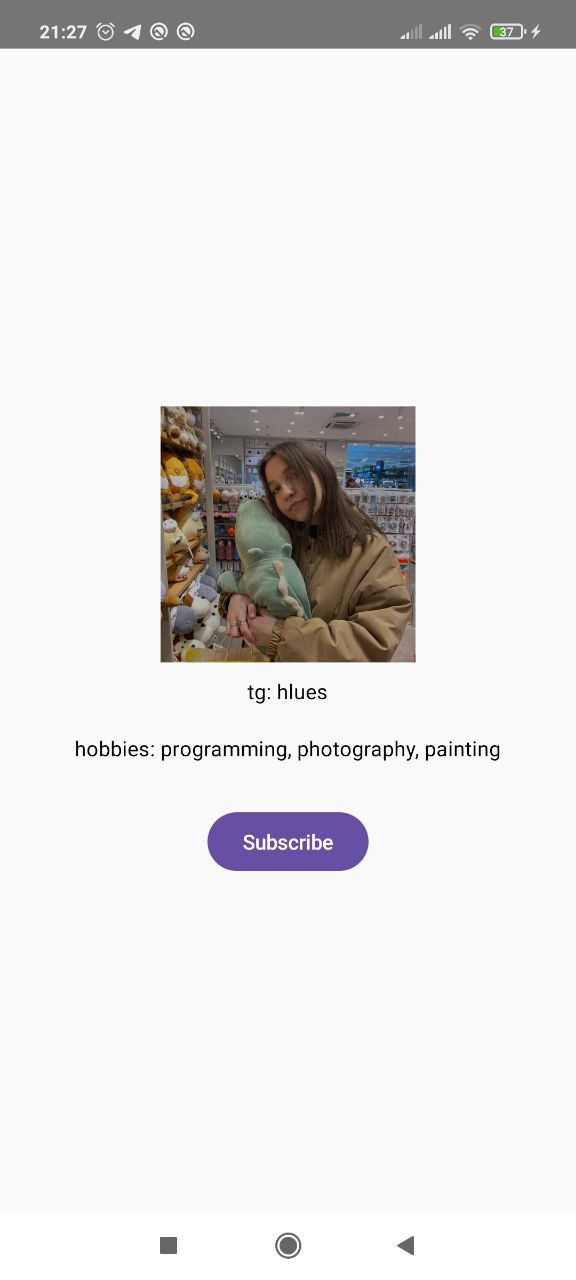 21:27 37
tg: hlues
hobbies: programming, photography, painting
Subscribe